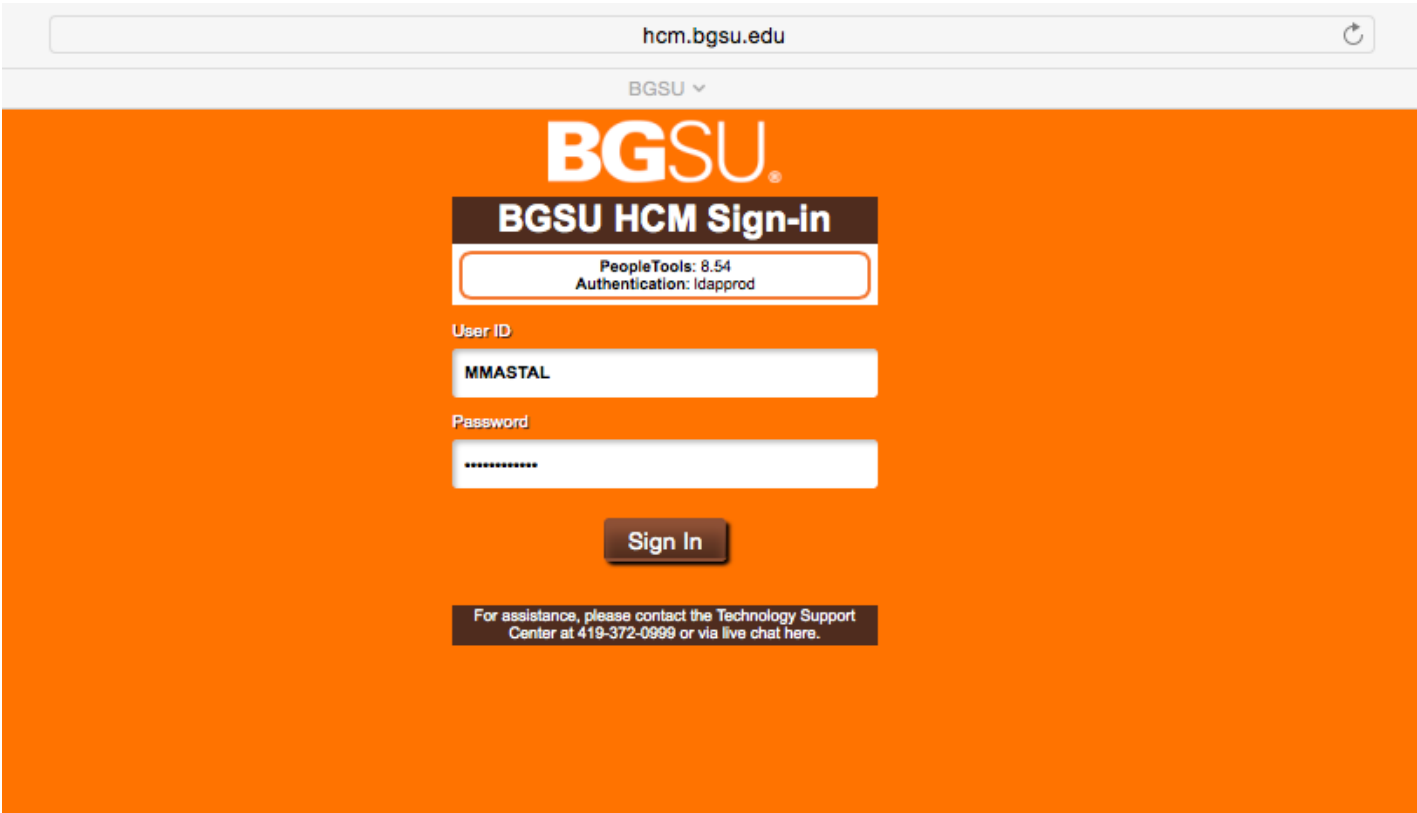 hcm.bgsu.edu
BGSU
BGSU®
BGSU HCM Sign-in
PeopleTools: 8.54
Authentication: ldapprod
User ID
MMASTAL
Password
••••••••••••
Sign In
For assistance, please contact the Technology Support
Center at 419-372-0999 or via live chat here.